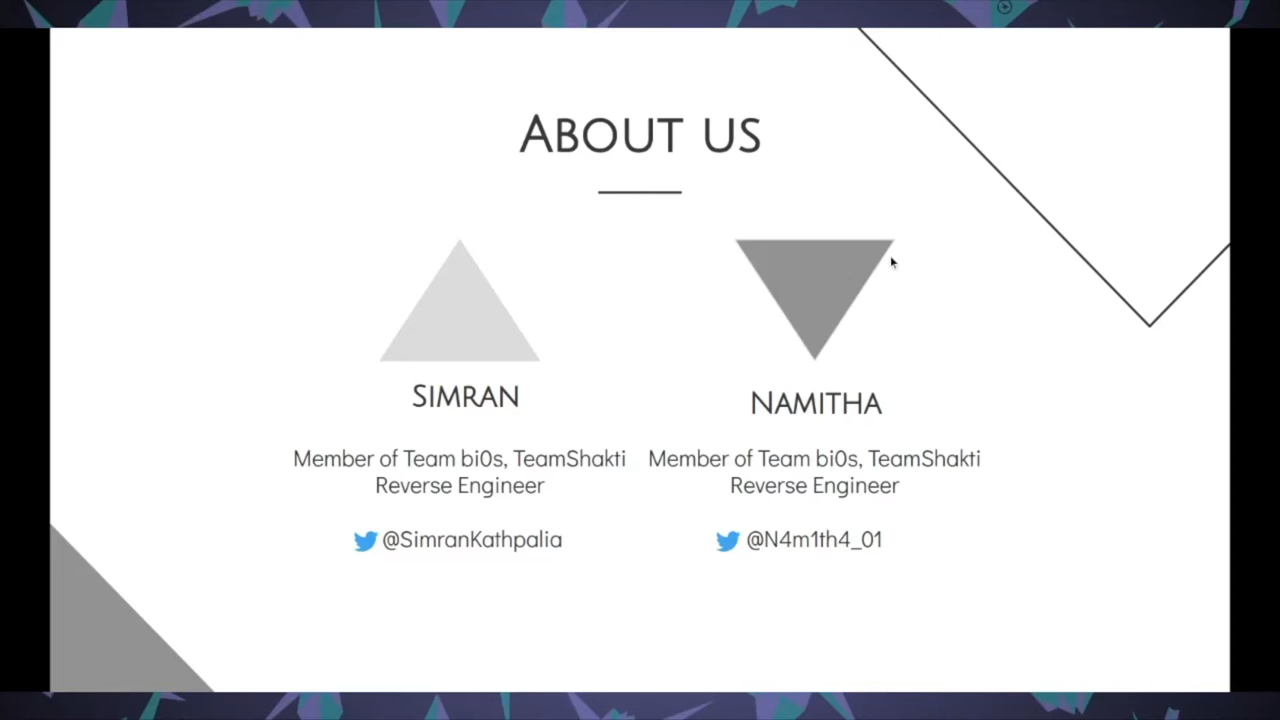 About us
Simran
Namitha
Member of Team bi0s, TeamShakti
Reverse Engineer
Member of Team bi0s, TeamShakti
Reverse Engineer
@SimranKathpalia
@N4m1th4_01